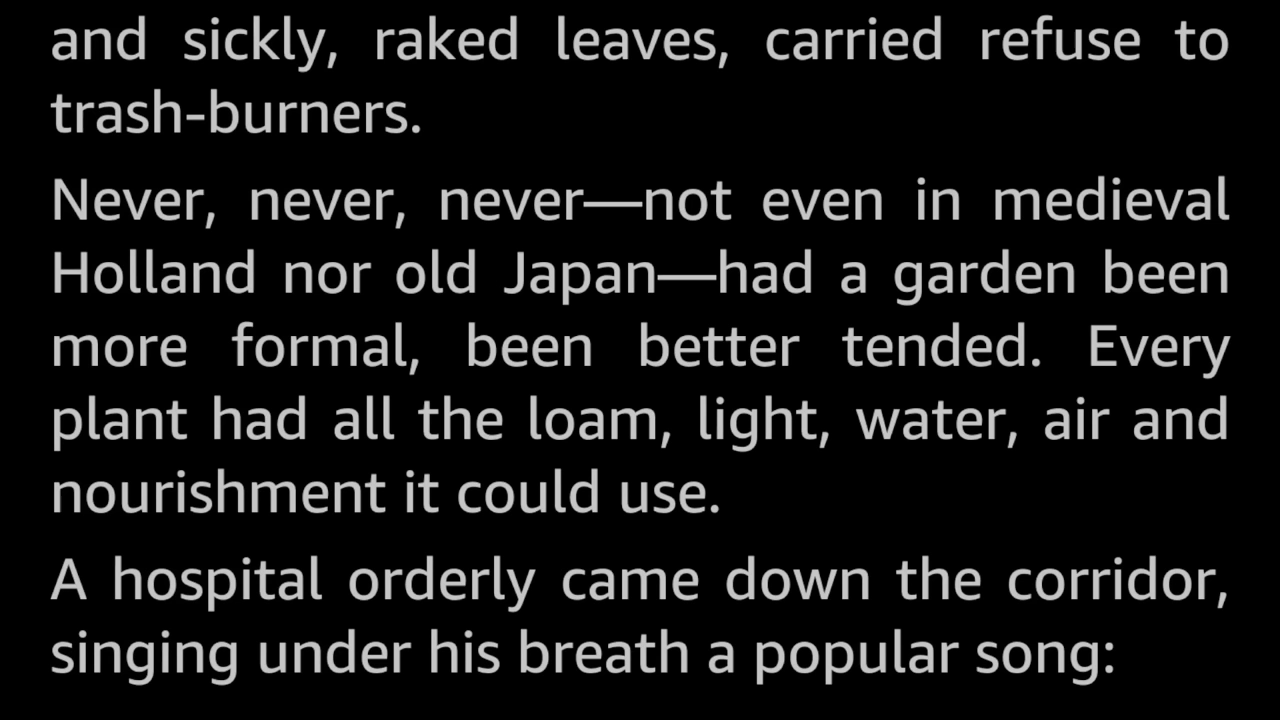 and sickly, raked leaves, carried refuse to
trash-burners.
Never, never, never—not even in medieval
Holland nor old Japan—had a garden been
more formal, been better tended. Every
plant had all the loam, light, water, air and
nourishment it could use.
A hospital orderly came down the corridor,
singing under his breath a popular song: